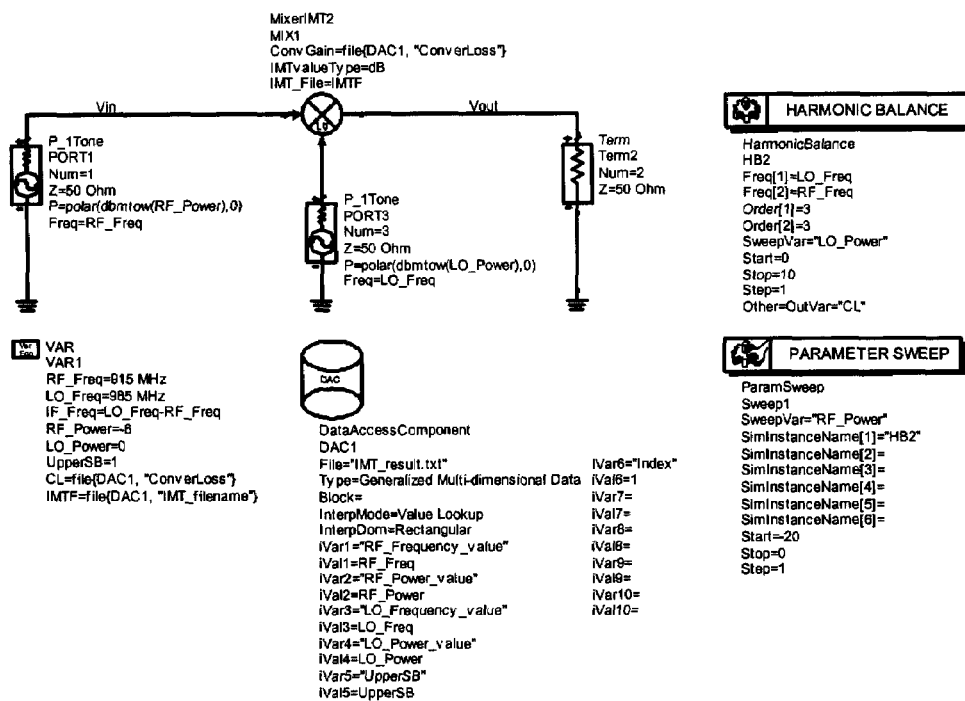 MixerIMT2
MIX1
ConvGain=file{DAC1, "ConverLoss"}
IMTvalueType=dB
IMT_File=IMTF
Vin
LO
Vout
P_1Tone
PORT1
Num=1
Z=50 Ohm
P=polar(dbmtow(RF_Power),0)
Freq=RF_Freq
P_1Tone
PORT3
Num=3
Z=50 Ohm
P=polar(dbmtow(LO_Power),0)
Freq=LO_Freq
Term
Term2
Num=2
Z=50 Ohm
HARMONIC BALANCE
HarmonicBalance
HB2
Freq[1]=LO_Freq
Freq[2]=RF_Freq
Order[1]=3
Order[2]=3
SweepVar="LO_Power"
Start=0
Stop=10
Step=1
Other=OutVar="CL"
Var
Eqn
VAR
VAR1
RF_Freq=915 MHz
LO_Freq=985 MHz
IF_Freq=LO_Freq-RF_Freq
RF_Power=-6
LO_Power=0
UpperSB=1
CL=file{DAC1, "ConverLoss"}
IMTF=file{DAC1, "IMT_filename"}
DAC
DataAccessComponent
DAC1
File="IMT_result.txt"
Type=Generalized Multi-dimensional Data
Block=
InterpMode=Value Lookup
InterpDom=Rectangular
iVar1="RF_Frequency_value"
iVal1=RF_Freq
iVar2="RF_Power_value"
iVal2=RF_Power
iVar3="LO_Frequency_value"
iVal3=LO_Freq
iVar4="LO_Power_value"
iVal4=LO_Power
iVar5="UpperSB"
iVal5=UpperSB
iVar6="Index"
iVal6=1
iVar7=
iVal7=
iVar8=
iVal8=
iVar9=
iVal9=
iVar10=
iVal10=
PARAMETER SWEEP
ParamSweep
Sweep1
SweepVar="RF_Power"
SimInstanceName[1]="HB2"
SimInstanceName[2]=
SimInstanceName[3]=
SimInstanceName[4]=
SimInstanceName[5]=
SimInstanceName[6]=
Start=-20
Stop=0
Step=1